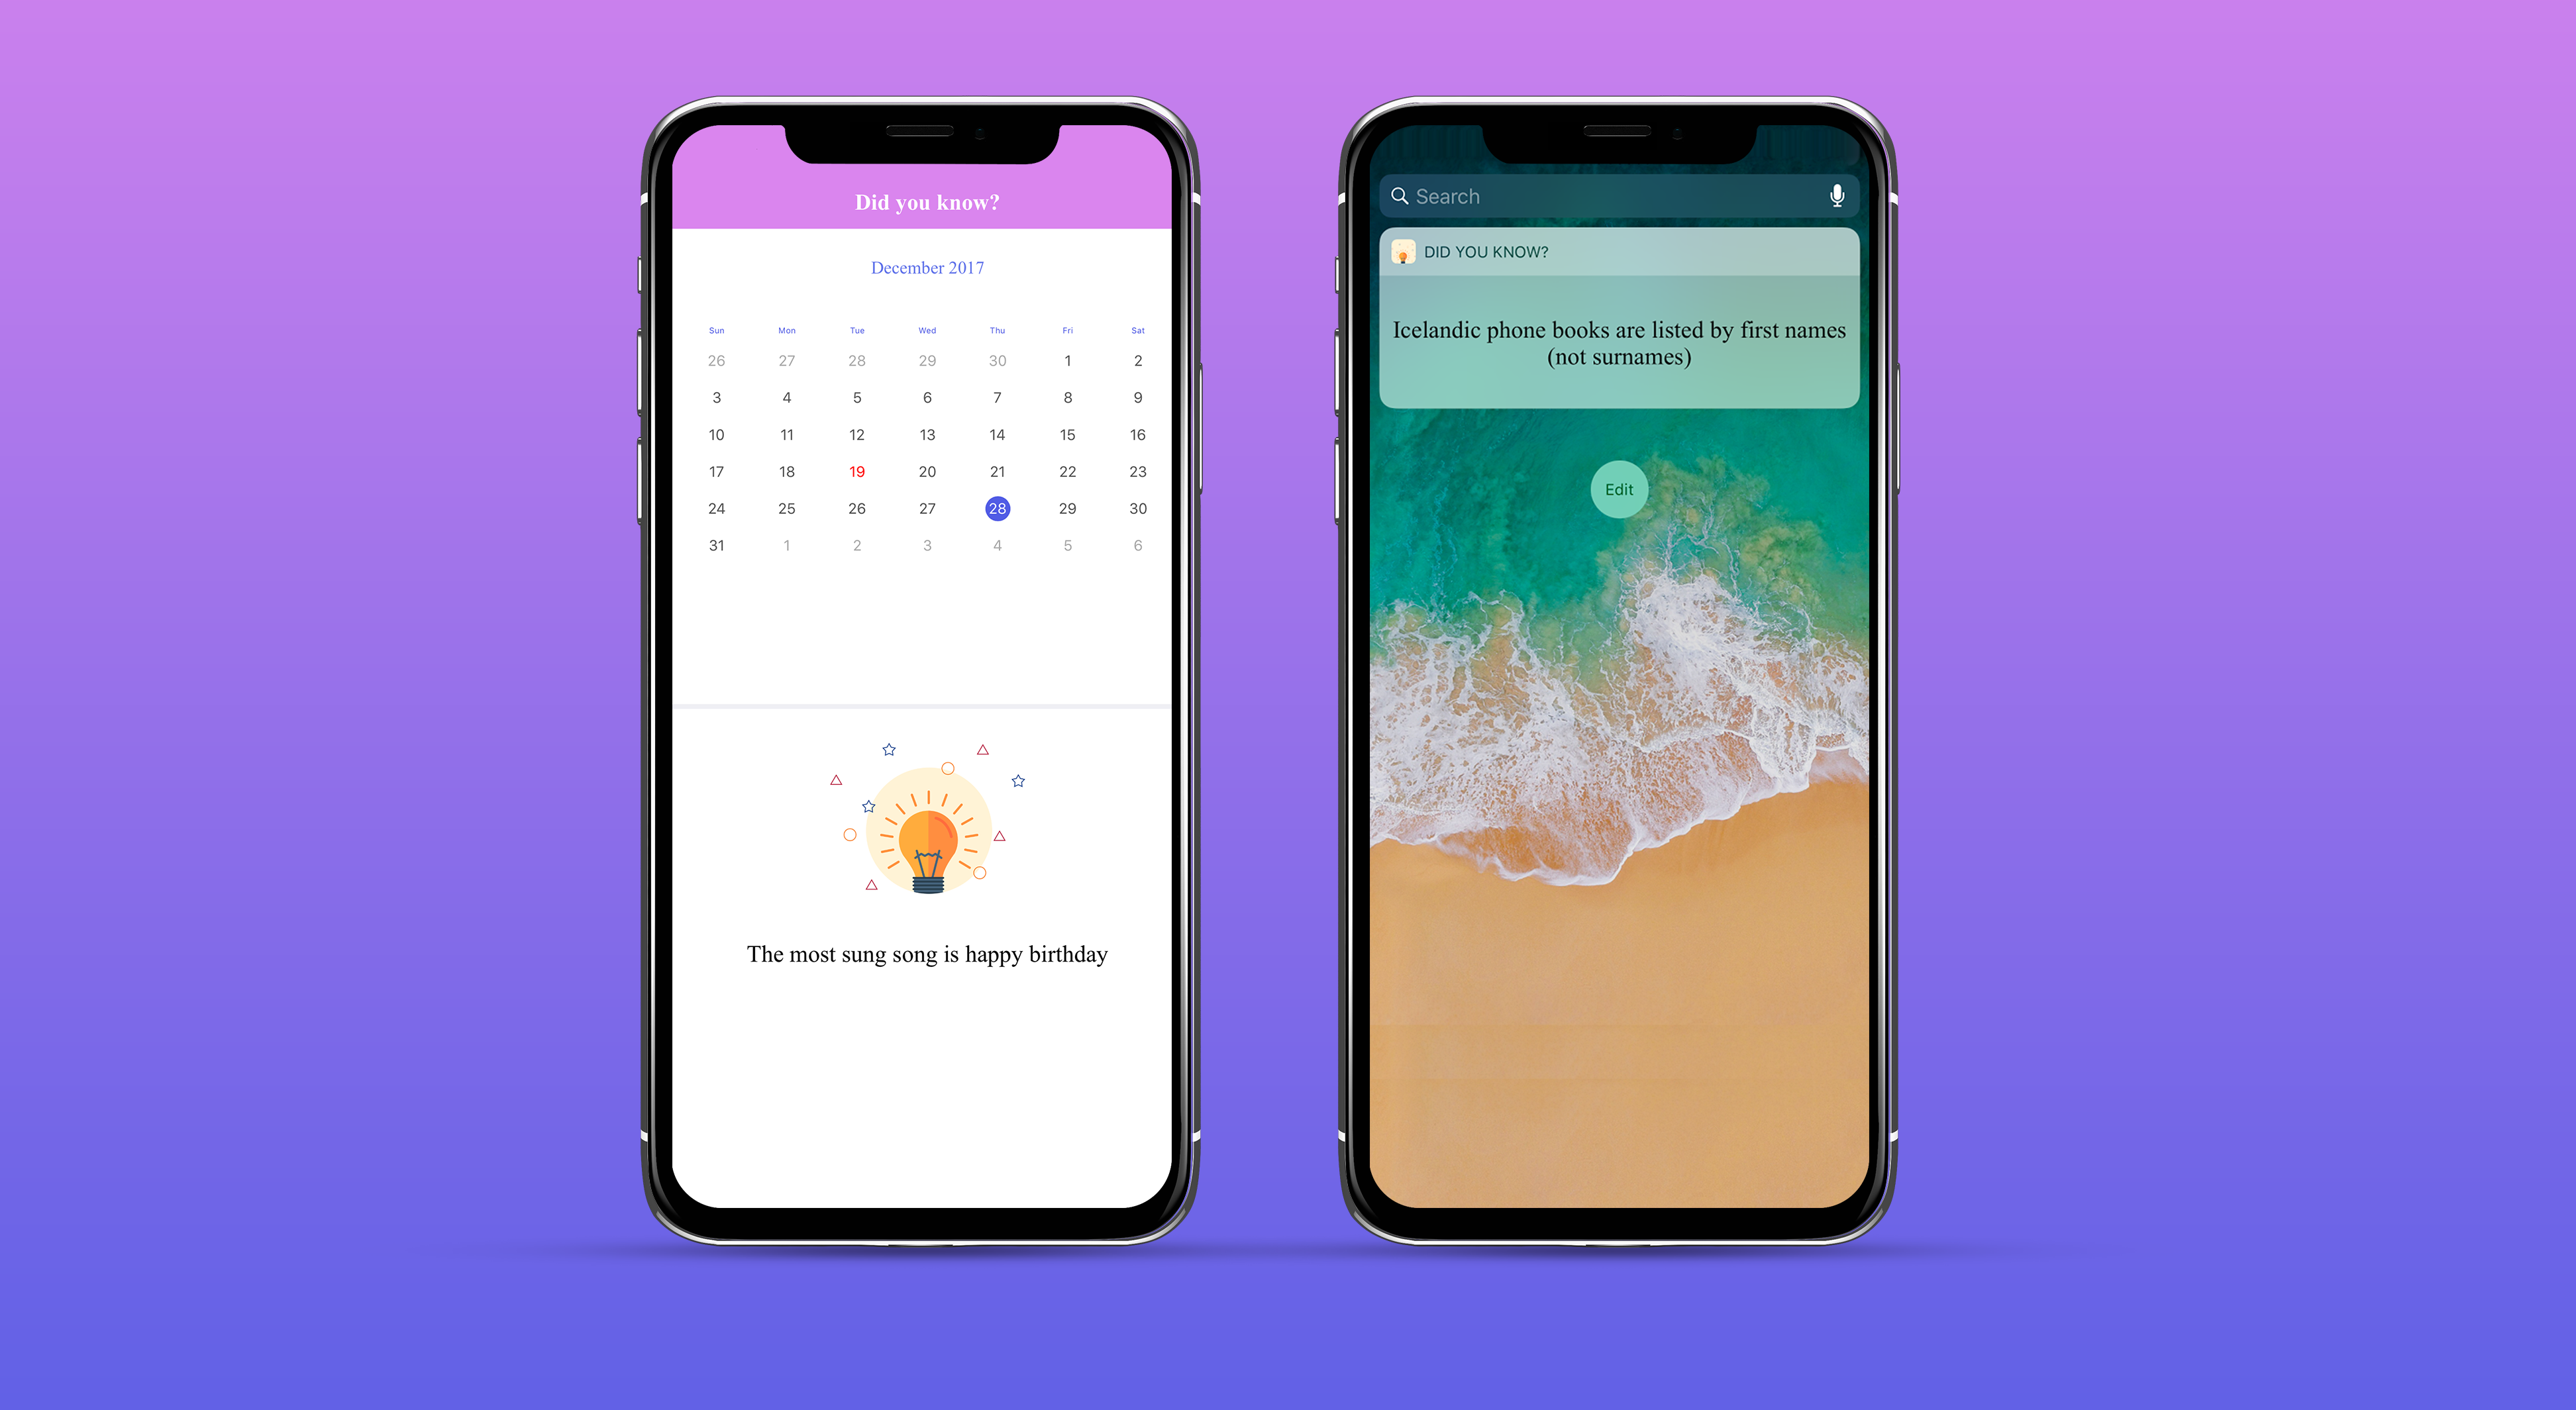 Did you know?
December 2017
Sun Mon Tue Wed Thu Fri Sat
26 27 28 29 30 1 2
3 4 5 6 7 8 9
10 11 12 13 14 15 16
17 18 19 20 21 22 23
24 25 26 27 28 29 30
31 1 2 3 4 5 6
The most sung song is happy birthday
Search
DID YOU KNOW?
Icelandic phone books are listed by first names
(not surnames)
Edit